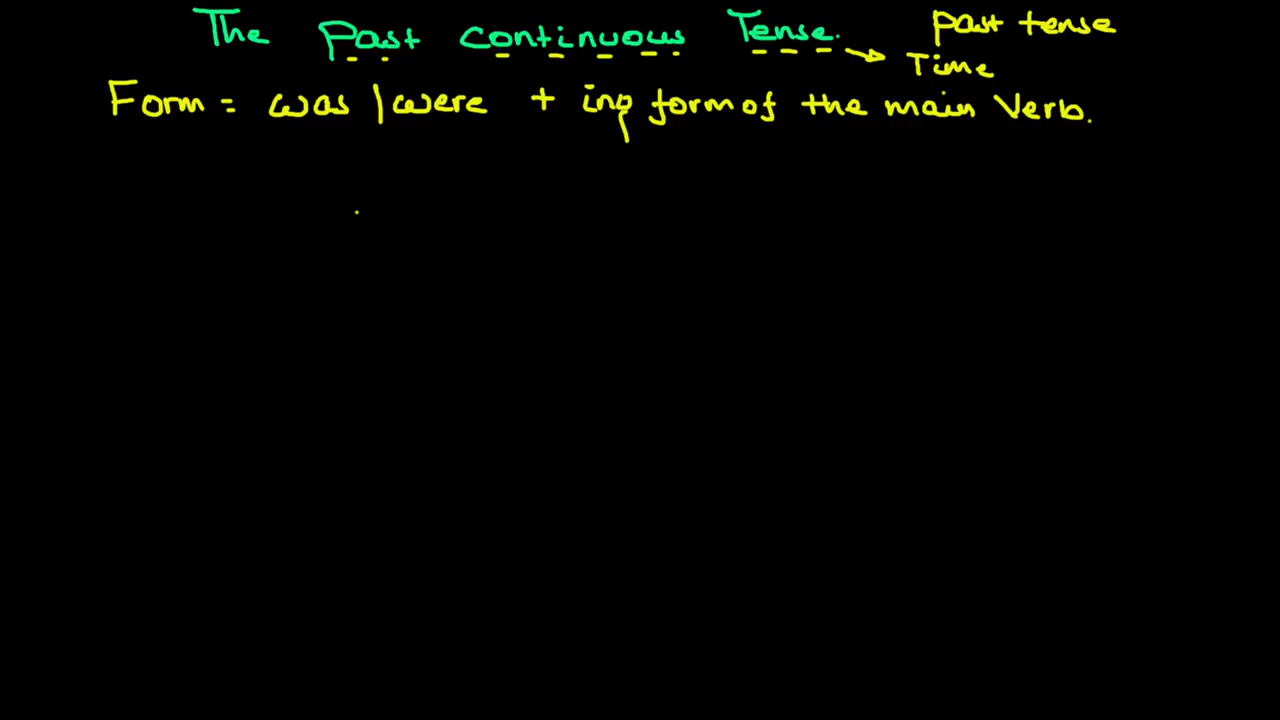 The Past continuous Tense. past tense
Time
Form = was / were + ing form of the main Verb.